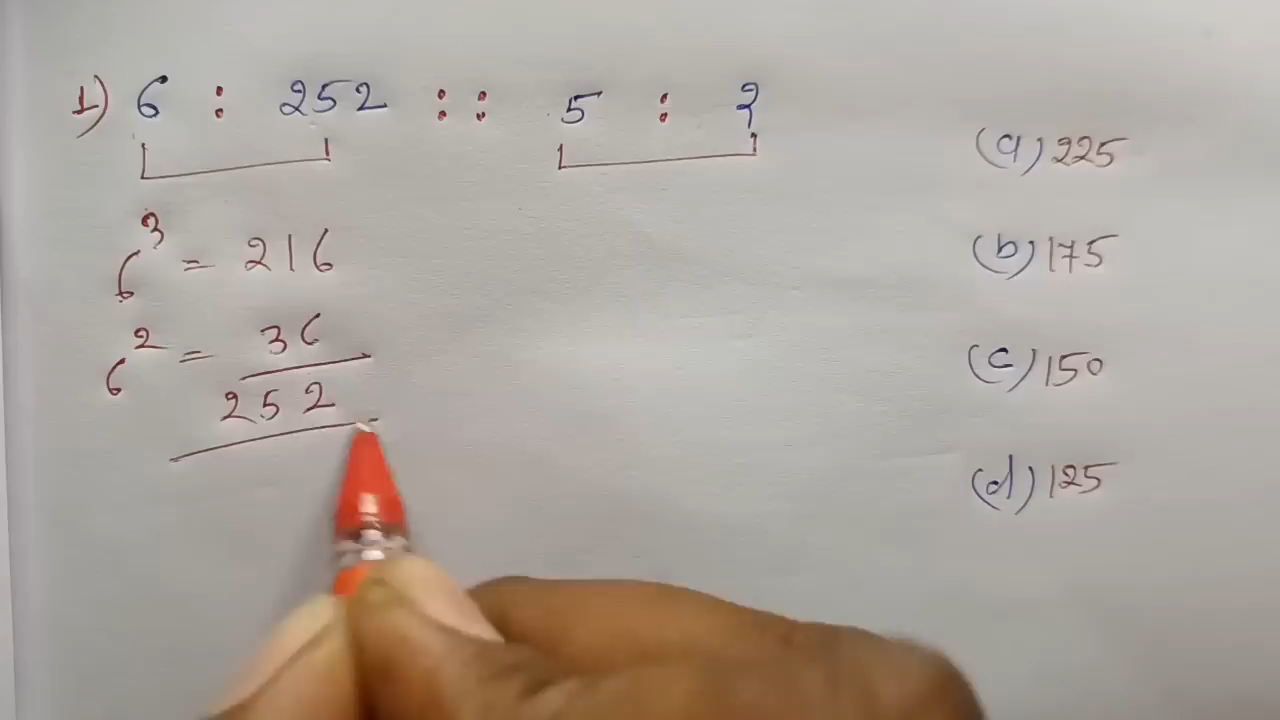 1) 6 : 252 :: 5 : ?
6³ = 216
6² = 36
252
(a) 225
(b) 175
(c) 150
(d) 125